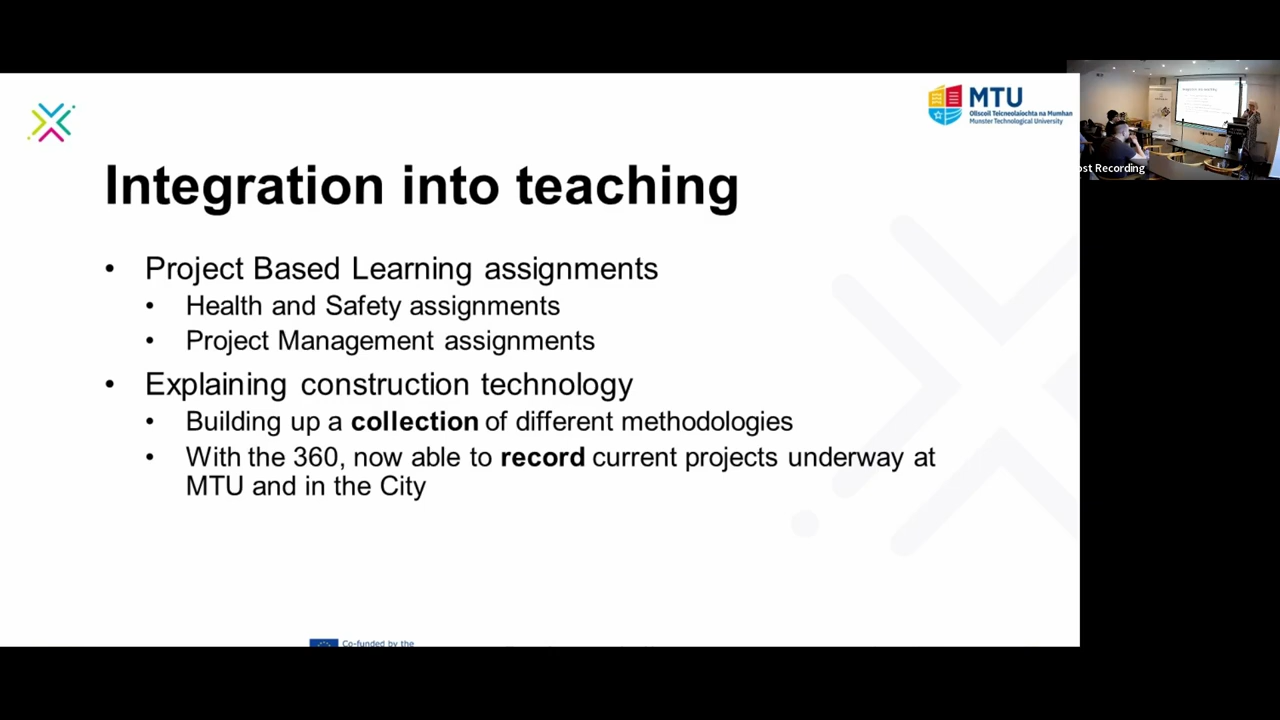 MTU
Ollscoil Teicneolaíochta na Mumhan
Munster Technological University
Integration into teaching
• Project Based Learning assignments
• Health and Safety assignments
• Project Management assignments
• Explaining construction technology
• Building up a collection of different methodologies
• With the 360, now able to record current projects underway at
MTU and in the City
Co-funded by the
ost Recording